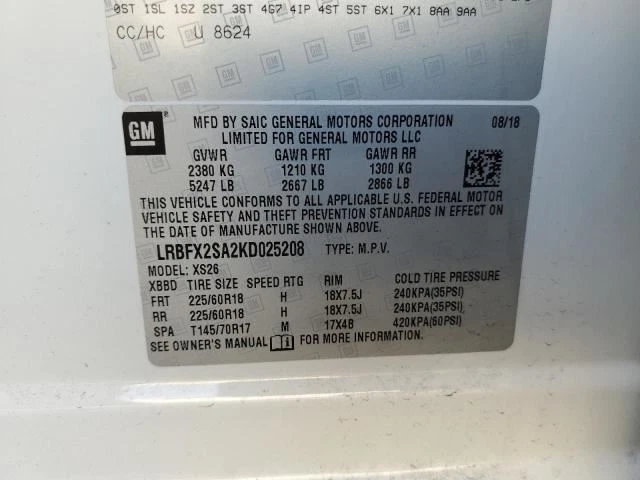 0ST 1SL 1SZ 2ST 3ST 4G7 4IP 4ST 5ST 6X1 7X1 8AA 9AA
CC/HC U 8624
GM
MFD BY SAIC GENERAL MOTORS CORPORATION 08/18
LIMITED FOR GENERAL MOTORS LLC
GVWR GAWR FRT GAWR RR
2380 KG 1210 KG 1300 KG
5247 LB 2667 LB 2866 LB
THIS VEHICLE CONFORMS TO ALL APPLICABLE U.S. FEDERAL MOTOR
VEHICLE SAFETY AND THEFT PREVENTION STANDARDS IN EFFECT ON
THE DATE OF MANUFACTURE SHOWN ABOVE.
LRBFX2SA2KD025208 TYPE: M.P.V.
MODEL: XS26
XBBD TIRE SIZE SPEED RTG RIM COLD TIRE PRESSURE
FRT 225/60R18 H 18X7.5J 240KPA(35PSI)
RR 225/60R18 H 18X7.5J 240KPA(35PSI)
SPA T145/70R17 M 17X4B 420KPA(60PSI)
SEE OWNER'S MANUAL FOR MORE INFORMATION.